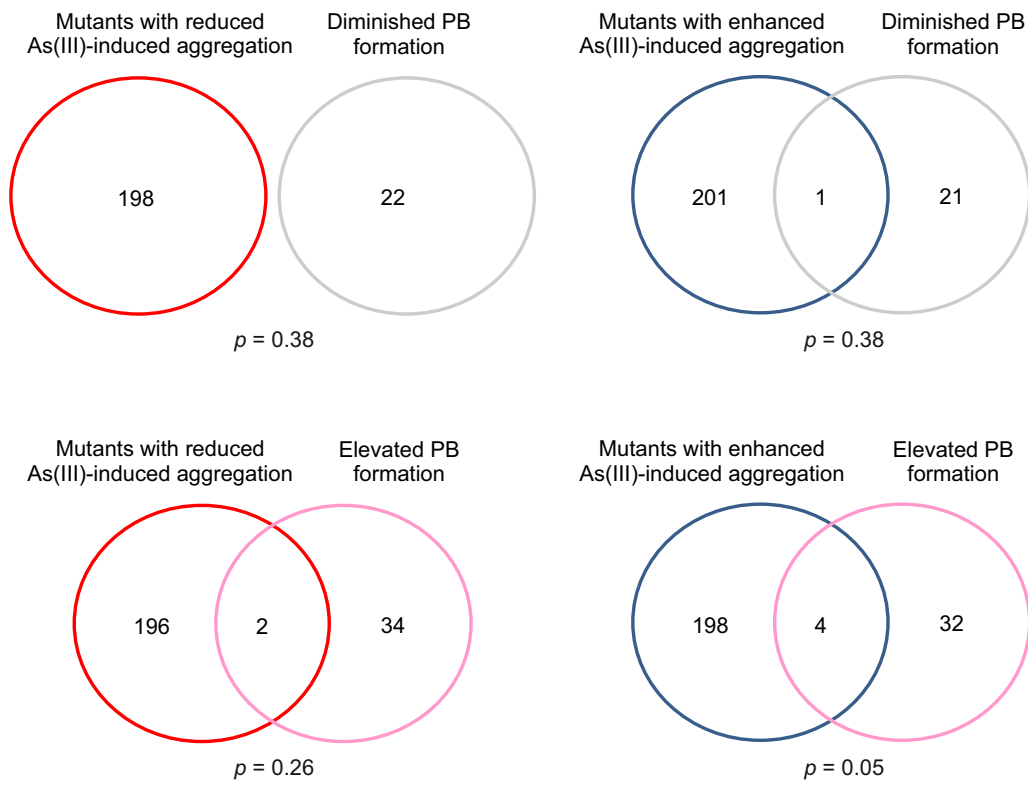 Mutants with reduced
As(III)-induced aggregation
Diminished PB
formation
198
22
p = 0.38
Mutants with enhanced
As(III)-induced aggregation
Diminished PB
formation
201
1
21
p = 0.38
Mutants with reduced
As(III)-induced aggregation
Elevated PB
formation
196
2
34
p = 0.26
Mutants with enhanced
As(III)-induced aggregation
Elevated PB
formation
198
4
32
p = 0.05